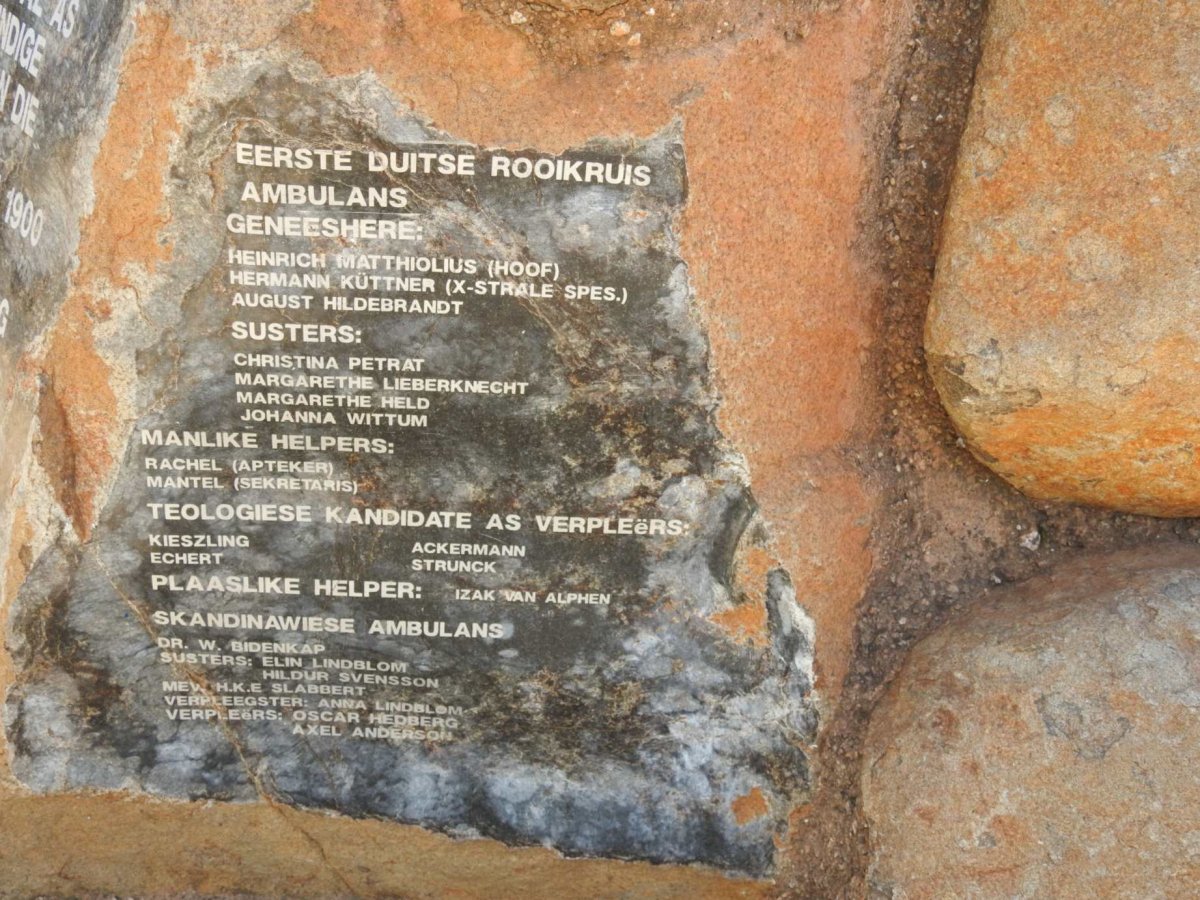 AS
NDIGE
N DIE
1900
G
EERSTE DUITSE ROOIKRUIS
AMBULANS
GENEESHERE:
HEINRICH MATTHIOLIUS (HOOF)
HERMANN KÜTTNER (X-STRALE SPES.)
AUGUST HILDEBRANDT
SUSTERS:
CHRISTINA PETRAT
MARGARETHE LIEBERKNECHT
MARGARETHE HELD
JOHANNA WITTUM
MANLIKE HELPERS:
RACHEL (APTEKER)
MANTEL (SEKRETARIS)
TEOLOGIESE KANDIDATE AS VERPLEëRS:
KIESZLING ACKERMANN
ECHERT STRUNCK
PLAASLIKE HELPER: IZAK VAN ALPHEN
SKANDINAWIESE AMBULANS
DR. W. BIDENKAP
SUSTERS: ELIN LINDBLOM
HILDUR SVENSSON
MEV. H.K.E SLABBERT
VERPLEEGSTER: ANNA LINDBLOM
VERPLEëRS: OSCAR HEDBERG
AXEL ANDERSON